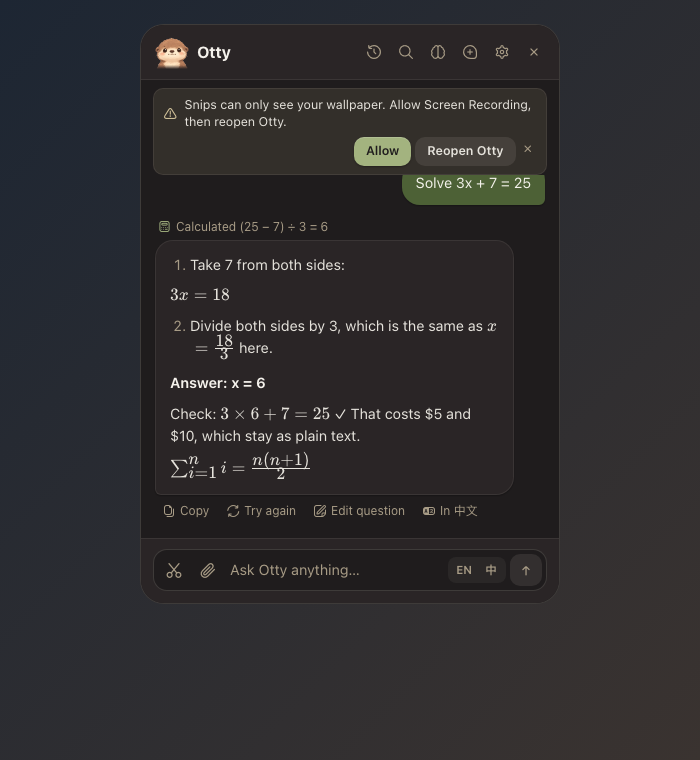 Otty
Snips can only see your wallpaper. Allow Screen Recording,
then reopen Otty.
Allow
Reopen Otty
Solve 3x + 7 = 25
Calculated (25 − 7) ÷ 3 = 6
1. Take 7 from both sides:
3x = 18
2. Divide both sides by 3, which is the same as x
= 18/3 here.
Answer: x = 6
Check: 3 × 6 + 7 = 25 ✓ That costs $5 and
$10, which stay as plain text.
∑ⁿᵢ₌₁ i = n(n+1)/2
Copy Try again Edit question In 中文
Ask Otty anything... EN 中